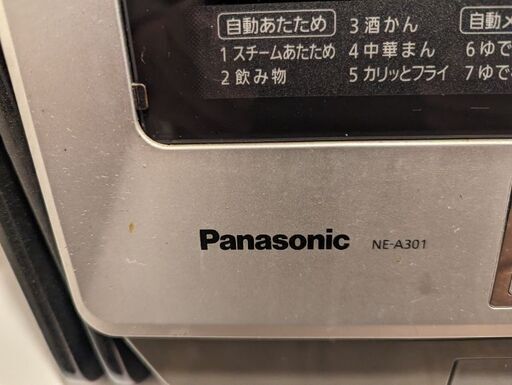 自動あたため
1 スチームあたため
2 飲み物
3 酒かん
4 中華まん
5 カリッとフライ
自動メ
6 ゆで
7 ゆで
Panasonic NE-A301